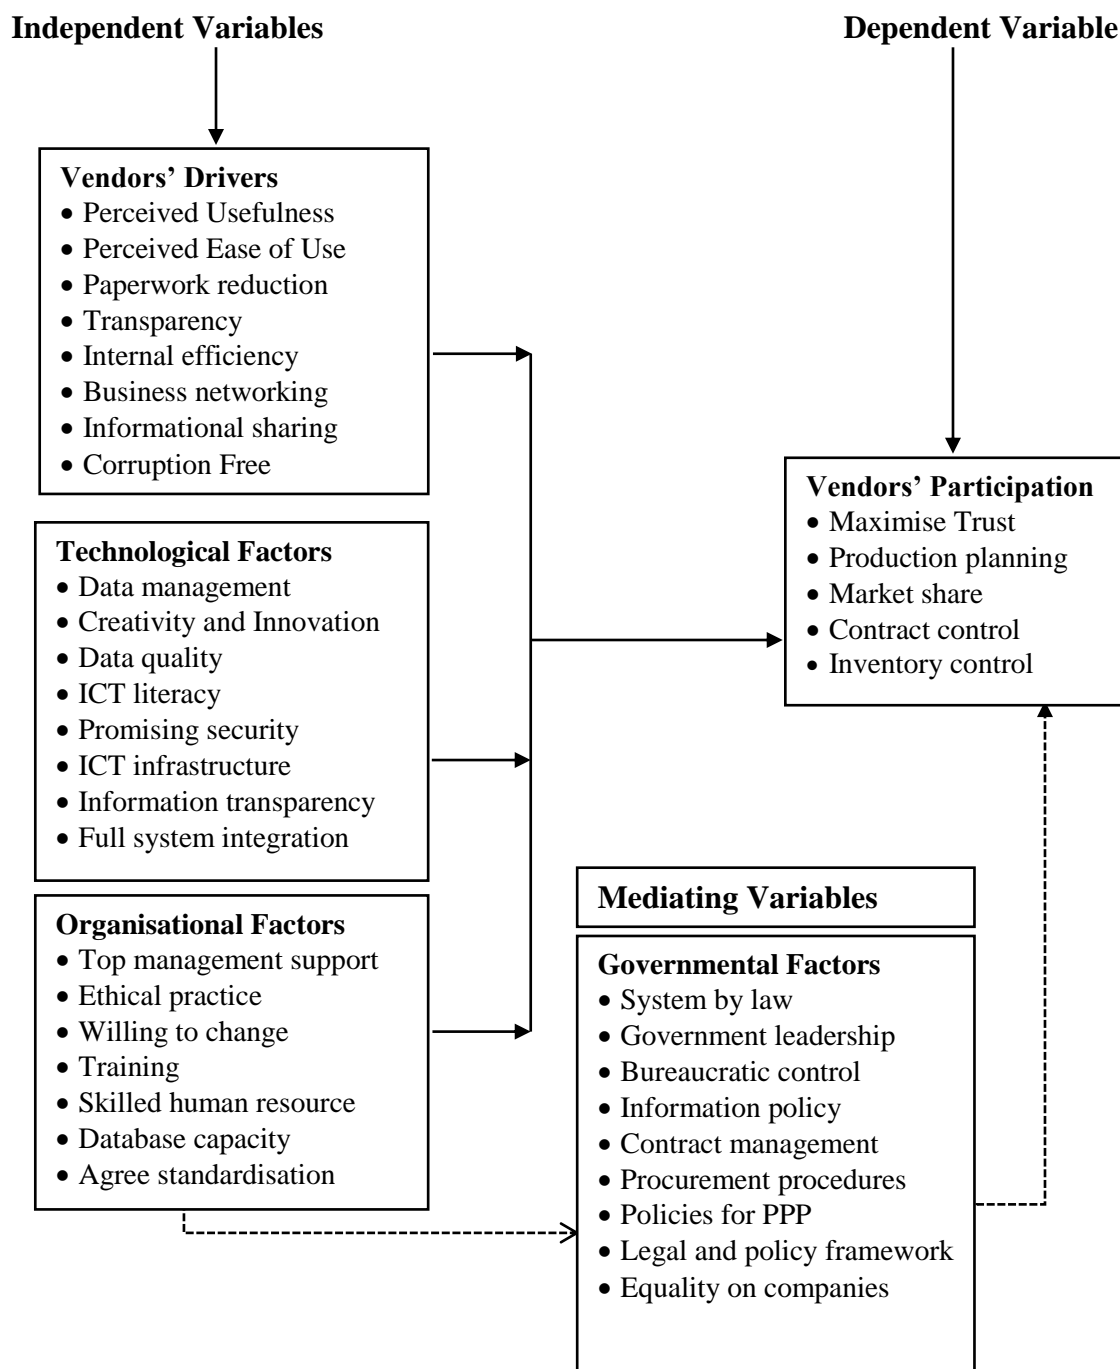 Independent Variables
Dependent Variable
Vendors’ Drivers
• Perceived Usefulness
• Perceived Ease of Use
• Paperwork reduction
• Transparency
• Internal efficiency
• Business networking
• Informational sharing
• Corruption Free
Technological Factors
• Data management
• Creativity and Innovation
• Data quality
• ICT literacy
• Promising security
• ICT infrastructure
• Information transparency
• Full system integration
Organisational Factors
• Top management support
• Ethical practice
• Willing to change
• Training
• Skilled human resource
• Database capacity
• Agree standardisation
Vendors’ Participation
• Maximise Trust
• Production planning
• Market share
• Contract control
• Inventory control
Mediating Variables
Governmental Factors
• System by law
• Government leadership
• Bureaucratic control
• Information policy
• Contract management
• Procurement procedures
• Policies for PPP
• Legal and policy framework
• Equality on companies